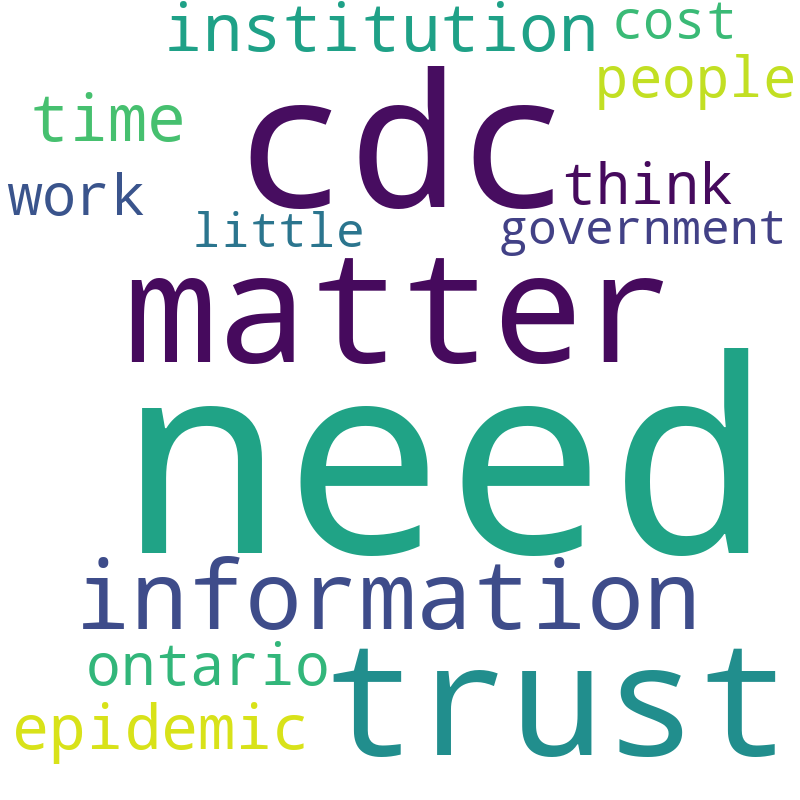 institution cost
people
time cdc
work think
little government
matter
need
information
ontario trust
epidemic